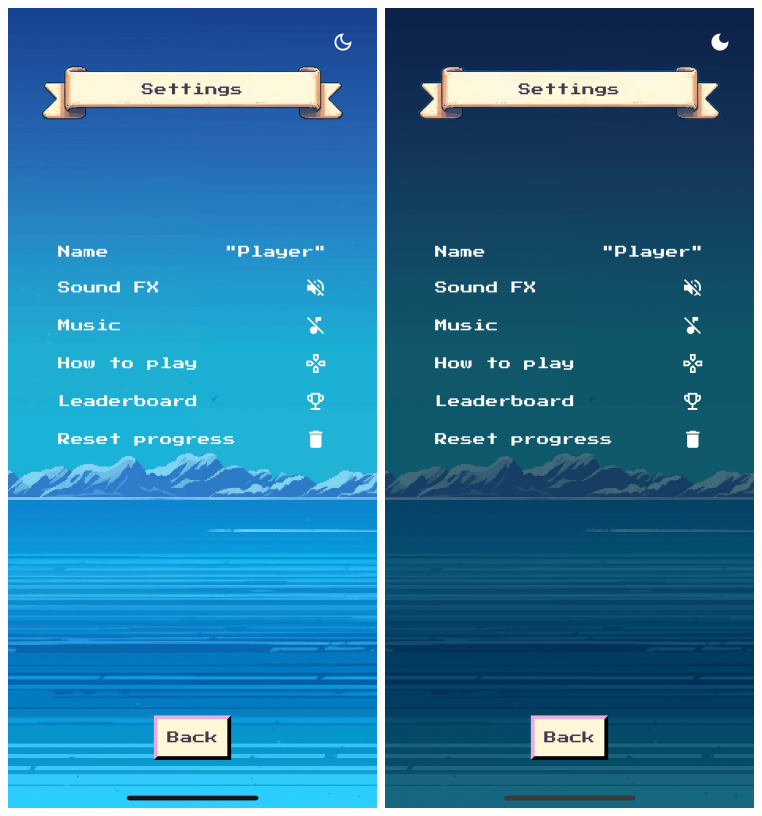 Settings
Name "Player"
Sound FX
Music
How to play
Leaderboard
Reset progress
Back
Settings
Name "Player"
Sound FX
Music
How to play
Leaderboard
Reset progress
Back